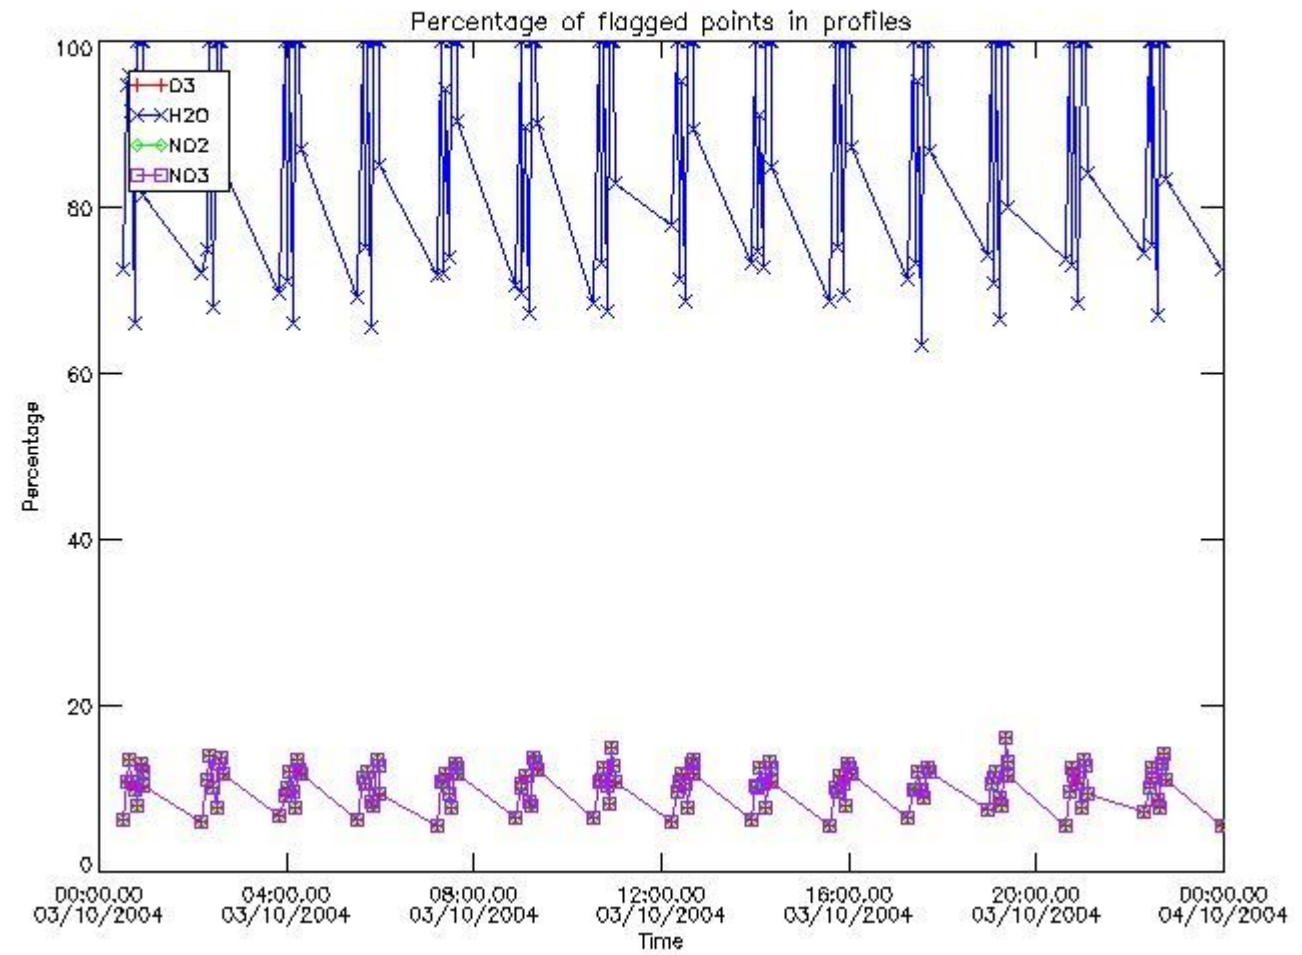 Percentage of flagged points in profiles
100
80
60
40
20
0
Percentage
O3
H2O
NO2
NO3
00:00.00 04:00.00 08:00.00 12:00.00 16:00.00 20:00.00 00:00.00
03/10/2004 03/10/2004 03/10/2004 03/10/2004 03/10/2004 03/10/2004 04/10/2004
Time